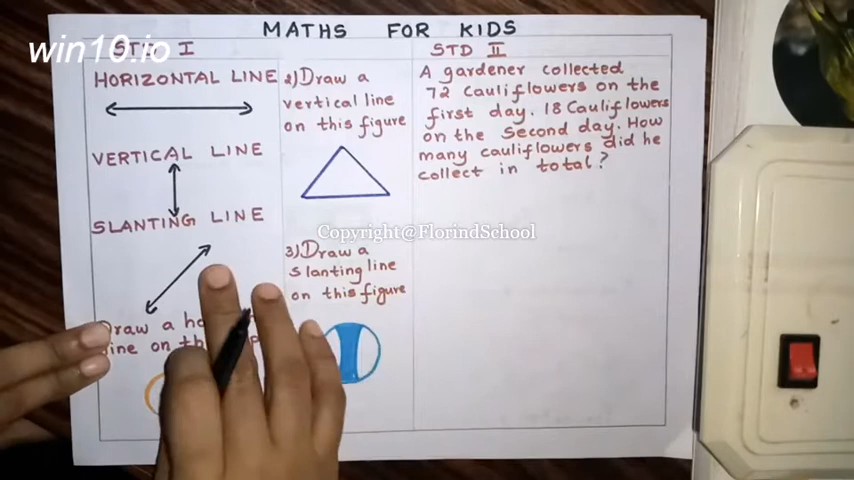 MATHS FOR KIDS
win10.io
STD I
HORIZONTAL LINE
VERTICAL LINE
SLANTING LINE
Draw a
line on
2) Draw a
vertical line
on this figure
3) Draw a
slanting line
on this figure
STD II
A gardener collected
72 cauliflowers on the
first day. 18 Cauliflowers
on the second day. How
many cauliflowers did he
collect in total?
Copyright@FlorindSchool